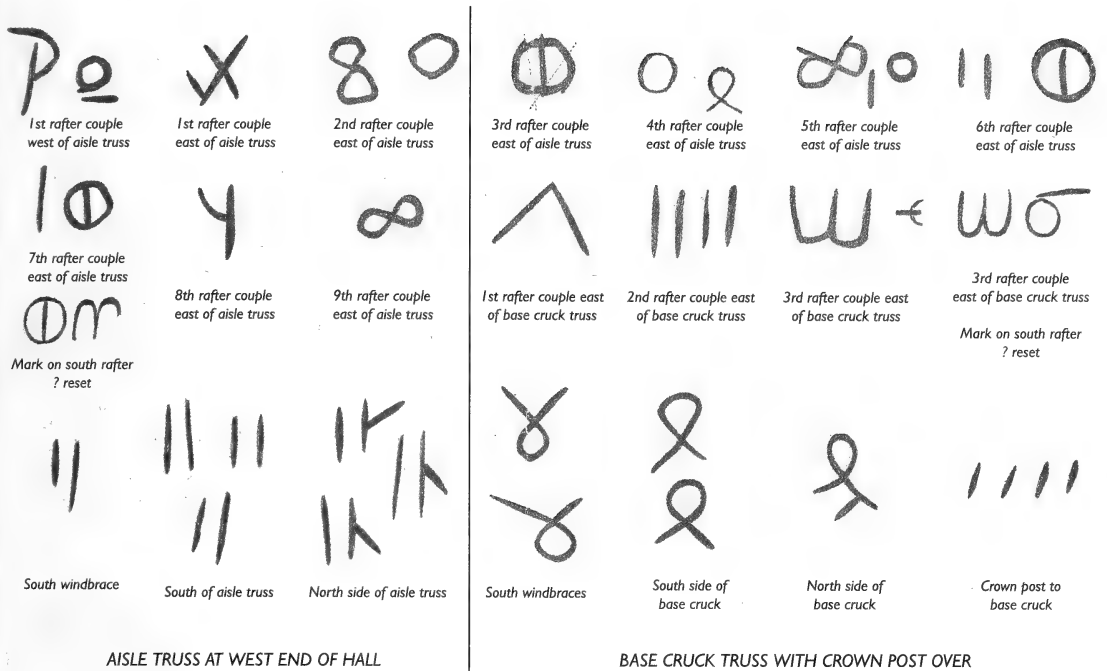 1st rafter couple
west of aisle truss
1st rafter couple
east of aisle truss
2nd rafter couple
east of aisle truss
3rd rafter couple
east of aisle truss
4th rafter couple
east of aisle truss
5th rafter couple
east of aisle truss
6th rafter couple
east of aisle truss
7th rafter couple
east of aisle truss
8th rafter couple
east of aisle truss
9th rafter couple
east of aisle truss
1st rafter couple east
of base cruck truss
2nd rafter couple east
of base cruck truss
3rd rafter couple east
of base cruck truss
3rd rafter couple
east of base cruck truss
Mark on south rafter
? reset
Mark on south rafter
? reset
South windbrace
South of aisle truss
North side of aisle truss
South windbraces
South side of
base cruck
North side of
base cruck
Crown post to
base cruck
AISLE TRUSS AT WEST END OF HALL
BASE CRUCK TRUSS WITH CROWN POST OVER